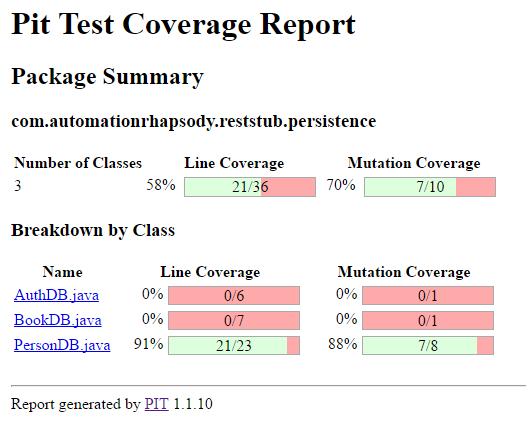 Pit Test Coverage Report
Package Summary
com.automationrhapsody.reststub.persistence
Number of Classes Line Coverage Mutation Coverage
3 58% 21/36 70% 7/10
Breakdown by Class
Name Line Coverage Mutation Coverage
AuthDB.java 0% 0/6 0% 0/1
BookDB.java 0% 0/7 0% 0/1
PersonDB.java 91% 21/23 88% 7/8
Report generated by PIT 1.1.10